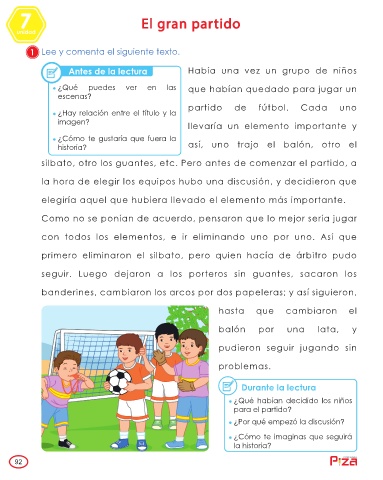 7
Unidad
El gran partido
1 Lee y comenta el siguiente texto.
Antes de la lectura
• ¿Qué puedes ver en las
escenas?
• ¿Hay relación entre el título y la
imagen?
• ¿Cómo te gustaría que fuera la
historia?
Había una vez un grupo de niños
que habían quedado para jugar un
partido de fútbol. Cada uno
llevaría un elemento importante y
así, uno trajo el balón, otro el
silbato, otro los guantes, etc. Pero antes de comenzar el partido, a
la hora de elegir los equipos hubo una discusión, y decidieron que
elegiría aquel que hubiera llevado el elemento más importante.
Como no se ponían de acuerdo, pensaron que lo mejor sería jugar
con todos los elementos, e ir eliminando uno por uno. Así que
primero eliminaron el silbato, pero quien hacía de árbitro pudo
seguir. Luego dejaron a los porteros sin guantes, sacaron los
banderines, cambiaron los arcos por dos papeleras; y así siguieron,
hasta que cambiaron el
balón por una lata, y
pudieron seguir jugando sin
problemas.
Durante la lectura
• ¿Qué habían decidido los niños
para el partido?
• ¿Por qué empezó la discusión?
• ¿Cómo te imaginas que seguirá
la historia?
92
PIZA